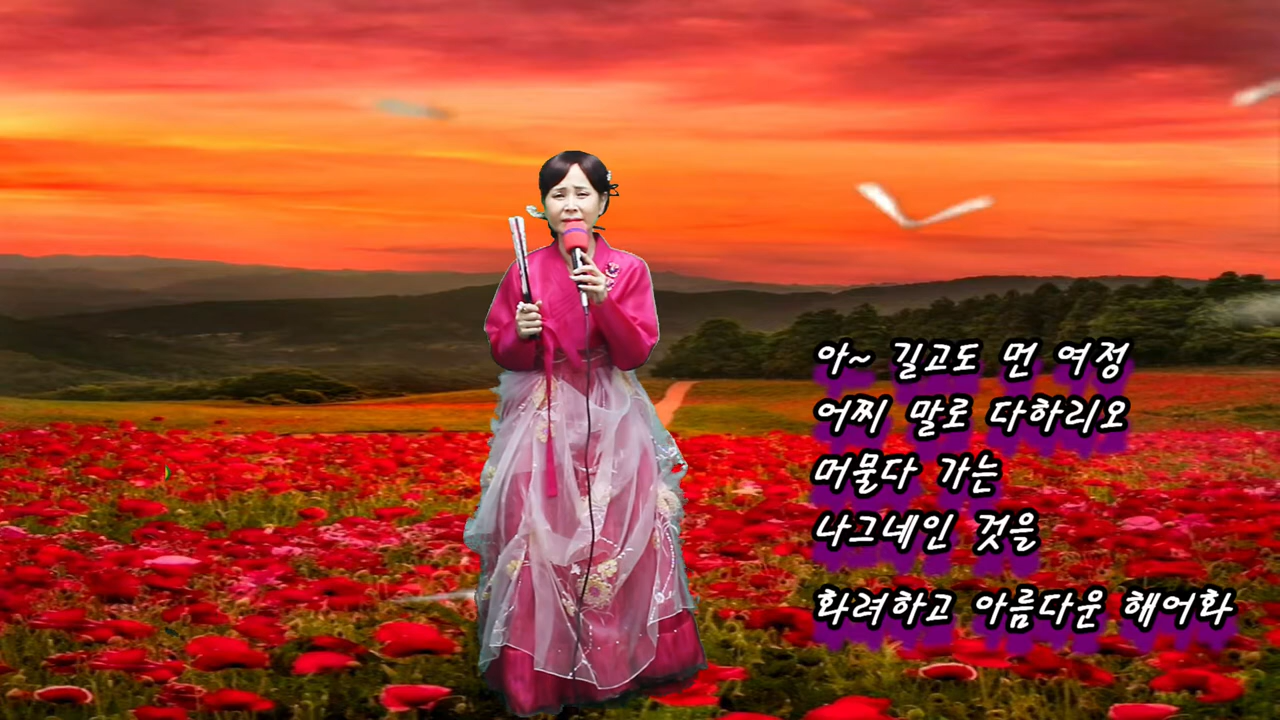 아~ 길고도 먼 여정
어찌 말로 다하리오
머물다 가는
나그네인 것을
화려하고 아름다운 해어화